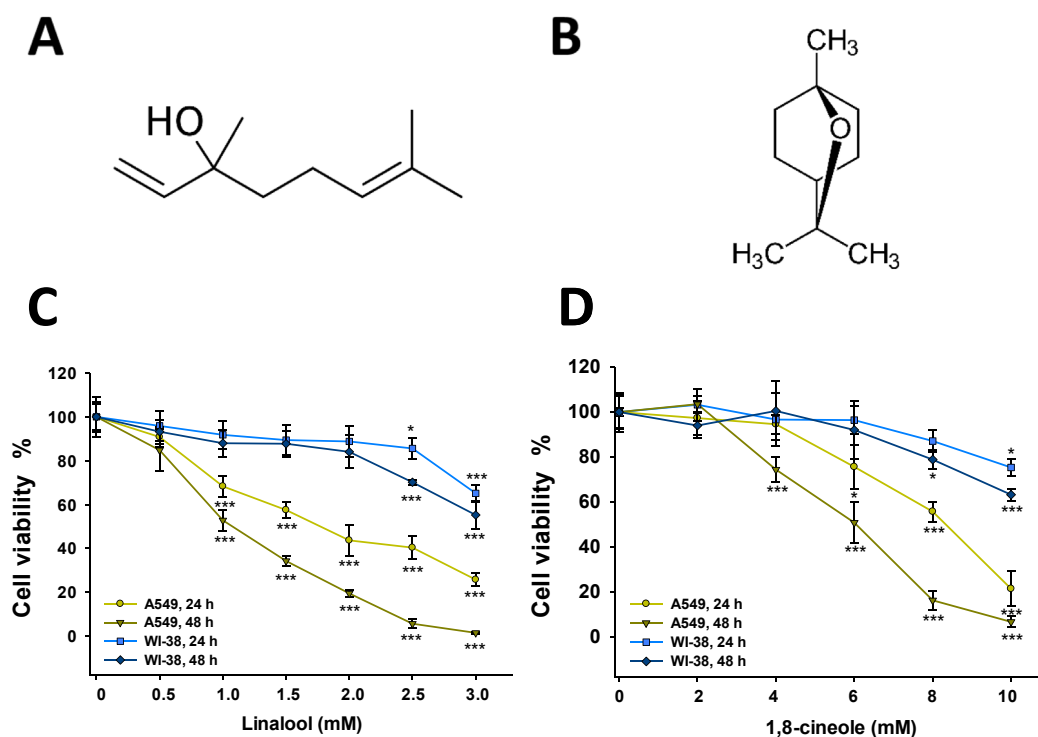 A
B
HO
CH3
O
H3C
CH3
C
D
Cell viability %
120
100
80
60
40
20
0
*
***
***
***
***
***
***
***
***
***
***
***
***
***
***
A549, 24 h
A549, 48 h
WI-38, 24 h
WI-38, 48 h
0
0.5
1.0
1.5
2.0
2.5
3.0
Linalool (mM)
Cell viability %
120
100
80
60
40
20
0
*
*
***
***
*
***
***
***
***
***
A549, 24 h
A549, 48 h
WI-38, 24 h
WI-38, 48 h
0
2
4
6
8
10
1,8-cineole (mM)